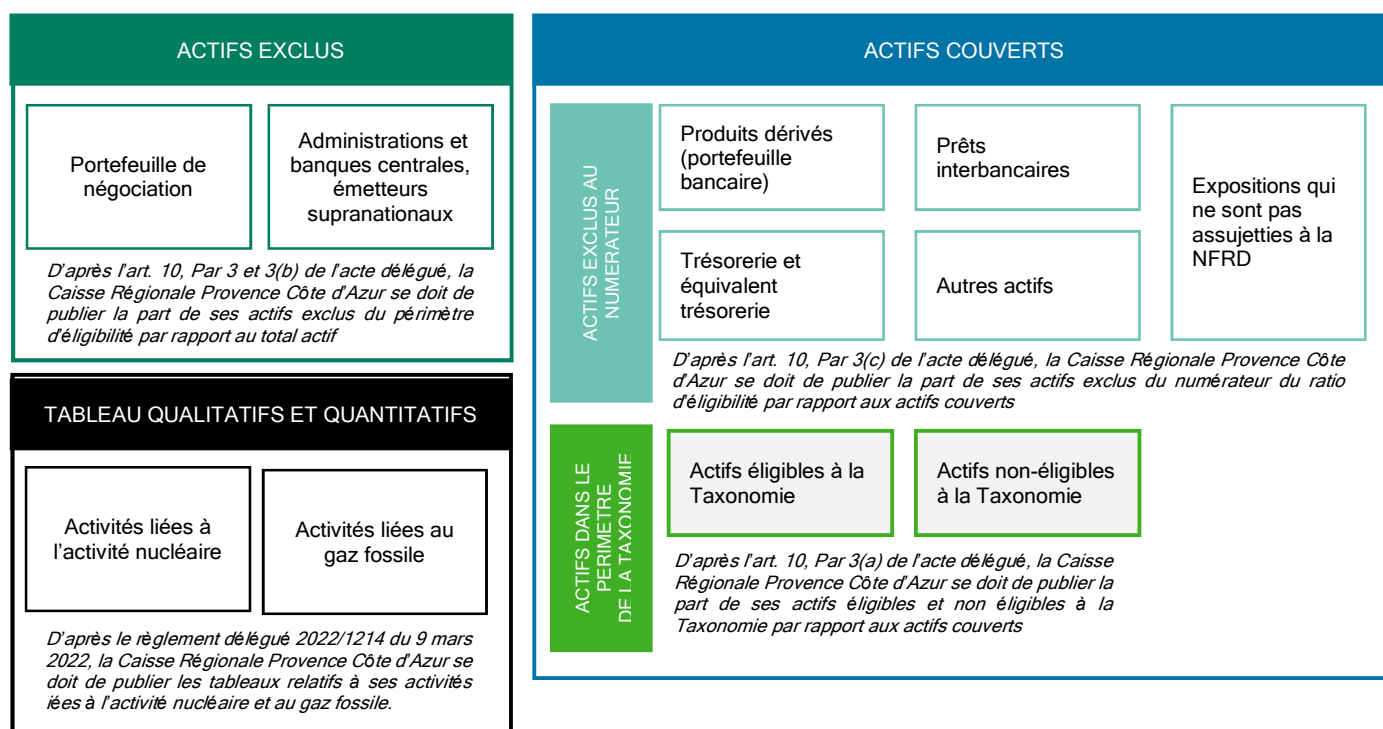 ACTIFS EXCLUS
Portefeuille de
négociation
Administrations et
banques centrales,
émetteurs
supranationaux
D'après l'art. 10, Par 3 et 3(b) de l'acte délégué, la
Caisse Régionale Provence Côte d'Azur se doit de
publier la part de ses actifs exclus du périmètre
d'éligibilité par rapport au total actif
TABLEAU QUALITATIFS ET QUANTITATIFS
Activités liées à
l'activité nucléaire
Activités liées au
gaz fossile
D'après le règlement délégué 2022/1214 du 9 mars
2022, la Caisse Régionale Provence Côte d'Azur se
doit de publier les tableaux relatifs à ses activités
iées à l'activité nucléaire et au gaz fossile.
ACTIFS COUVERTS
ACTIFS EXCLUS AU
NUMERATEUR
Produits dérivés
(portefeuille
bancaire)
Prêts
interbancaires
Expositions qui
ne sont pas
assujetties à la
NFRD
Trésorerie et
équivalent
trésorerie
Autres actifs
D'après l'art. 10, Par 3(c) de l'acte délégué, la Caisse Régionale Provence Côte
d'Azur se doit de publier la part de ses actifs exclus du numérateur du ratio
d'éligibilité par rapport aux actifs couverts
ACTIFS DANS LE
PERIMETRE
DE LA TAXONOMIE
Actifs éligibles à la
Taxonomie
Actifs non-éligibles
à la Taxonomie
D'après l'art. 10, Par 3(a) de l'acte délégué, la Caisse
Régionale Provence Côte d'Azur se doit de publier la
part de ses actifs éligibles et non éligibles à la
Taxonomie par rapport aux actifs couverts